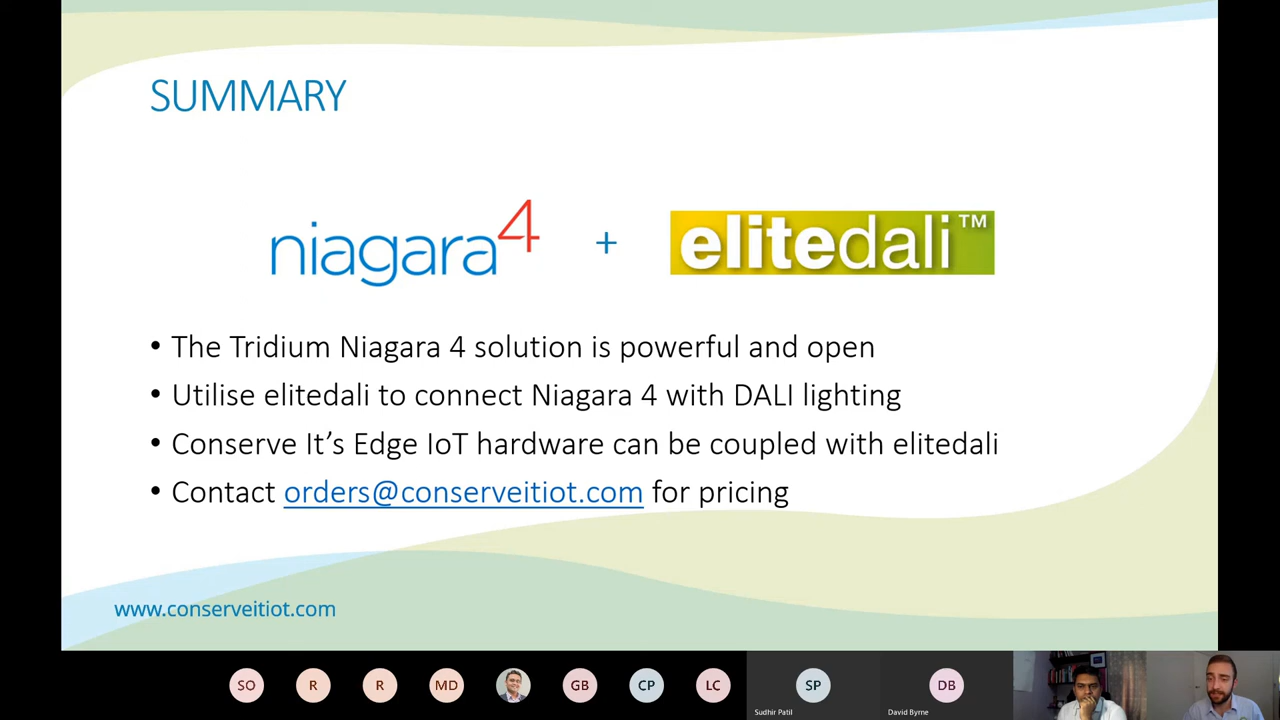 SUMMARY
niagara4 + elitedali™
• The Tridium Niagara 4 solution is powerful and open
• Utilise elitedali to connect Niagara 4 with DALI lighting
• Conserve It’s Edge IoT hardware can be coupled with elitedali
• Contact orders@conserveitiot.com for pricing
www.conserveitiot.com
SO R R MD GB CP LC SP DB
Sudhir Patil David Byrne